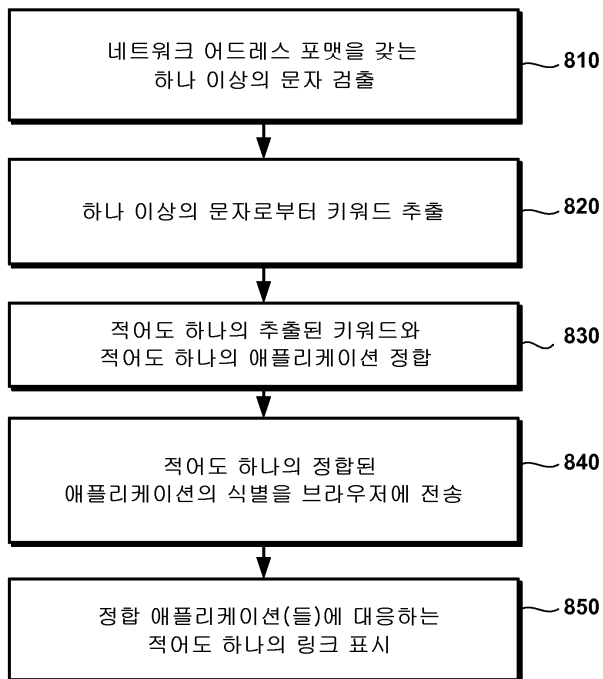 네트워크 어드레스 포맷을 갖는
하나 이상의 문자 검출
810
하나 이상의 문자로부터 키워드 추출
820
적어도 하나의 추출된 키워드와
적어도 하나의 애플리케이션 정합
830
적어도 하나의 정합된
애플리케이션의 식별을 브라우저에 전송
840
정합 애플리케이션(들)에 대응하는
적어도 하나의 링크 표시
850